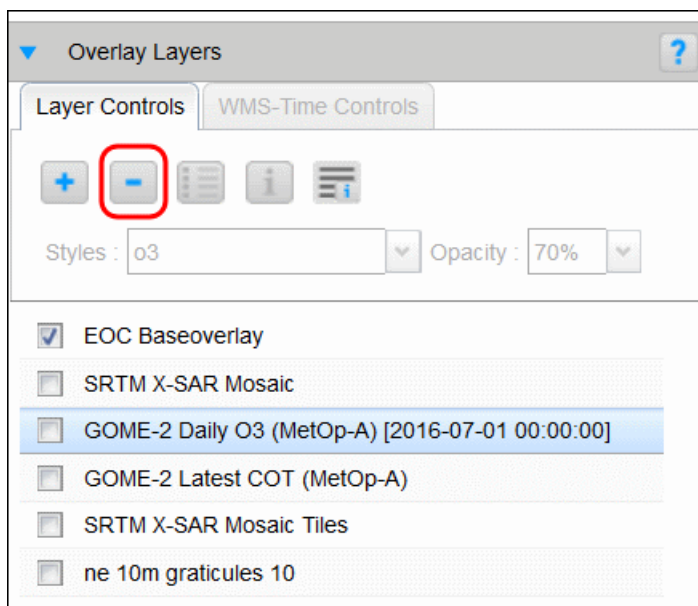 Overlay Layers ?
Layer Controls WMS-Time Controls
+ - i i
Styles : o3 Opacity : 70%
EOC Baseoverlay
SRTM X-SAR Mosaic
GOME-2 Daily O3 (MetOp-A) [2016-07-01 00:00:00]
GOME-2 Latest COT (MetOp-A)
SRTM X-SAR Mosaic Tiles
ne 10m graticules 10